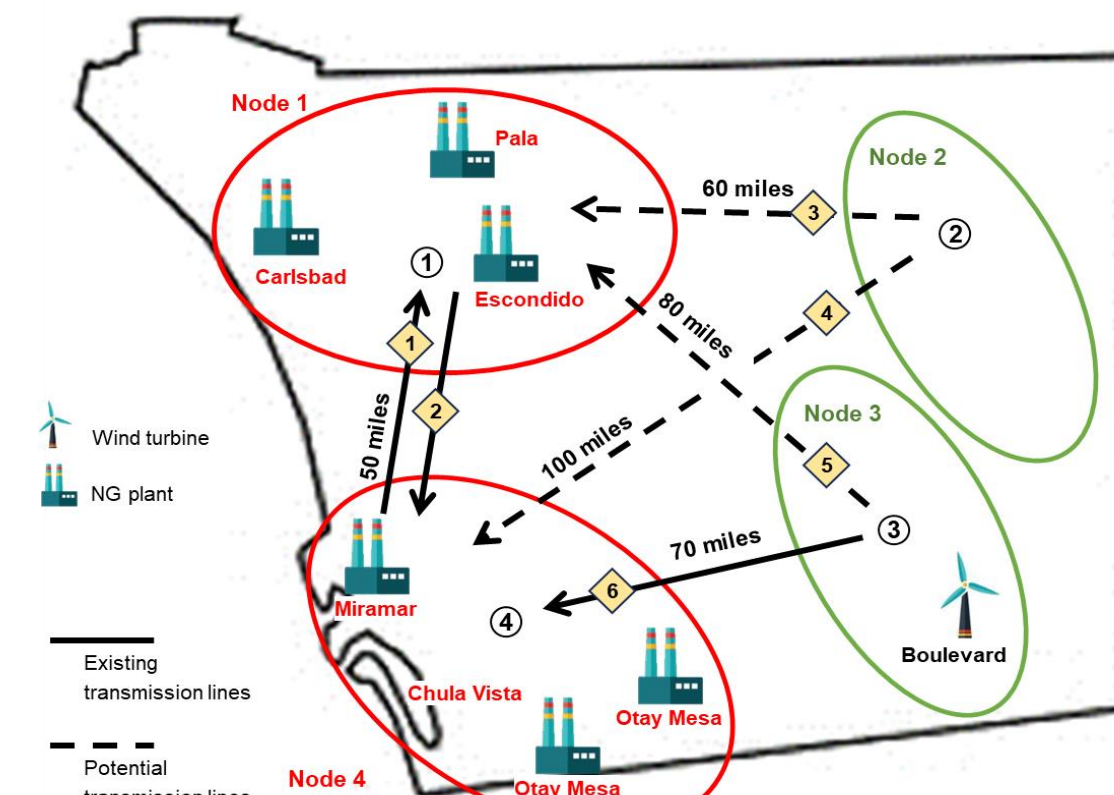 Node 1
Pala
Node 2
60 miles
3
2
1
Carlsbad
Escondido
80 miles
4
1
2
50 miles
Node 3
Wind turbine
100 miles
5
NG plant
3
70 miles
6
Miramar
4
Boulevard
Existing
transmission lines
Chula Vista
Otay Mesa
Potential
Node 4
Otay Mesa
transmission lines